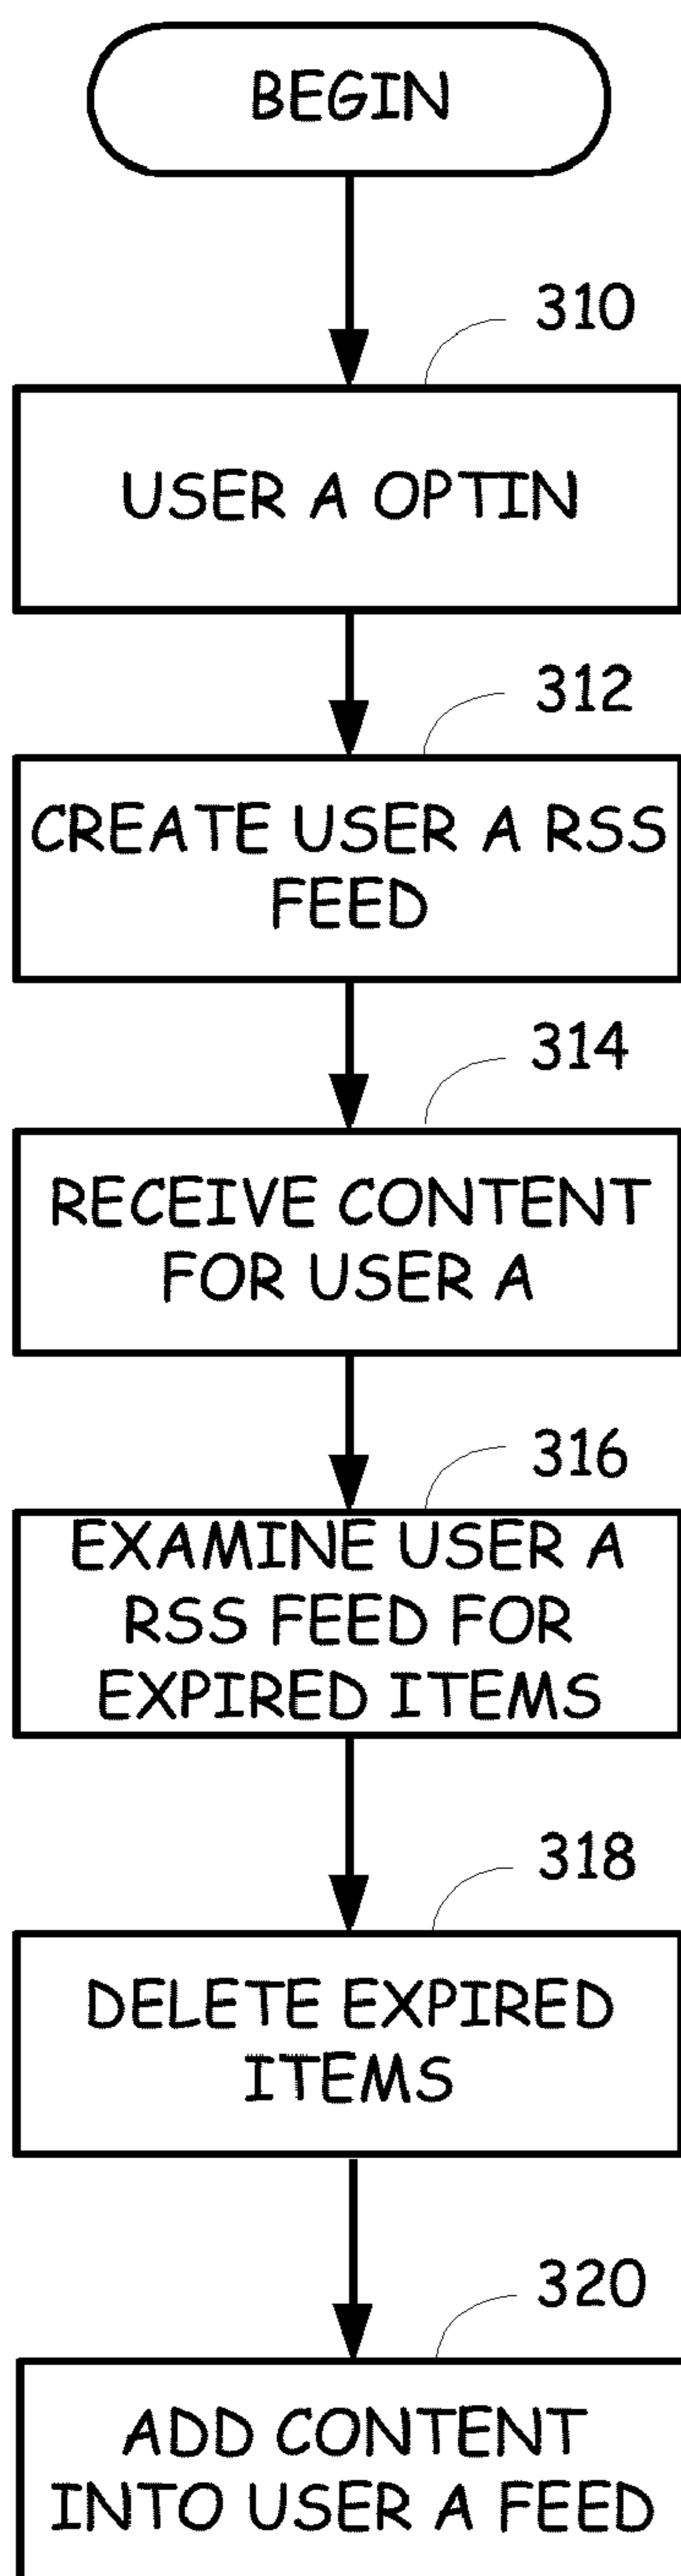 BEGIN
310
USER A OPTIN
312
CREATE USER A RSS
FEED
314
RECEIVE CONTENT
FOR USER A
316
EXAMINE USER A
RSS FEED FOR
EXPIRED ITEMS
318
DELETE EXPIRED
ITEMS
320
ADD CONTENT
INTO USER A FEED